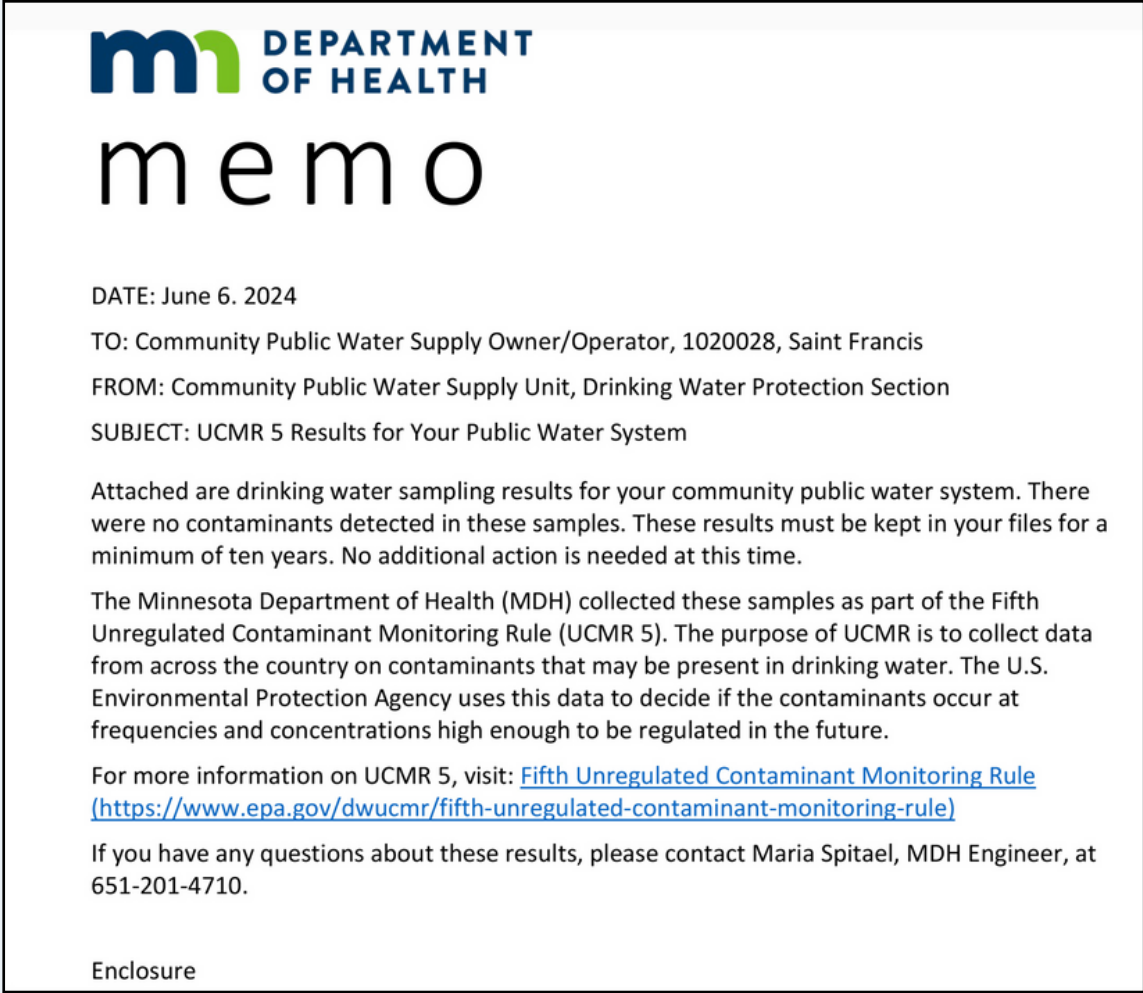 mn DEPARTMENT
OF HEALTH
memo
DATE: June 6. 2024
TO: Community Public Water Supply Owner/Operator, 1020028, Saint Francis
FROM: Community Public Water Supply Unit, Drinking Water Protection Section
SUBJECT: UCMR 5 Results for Your Public Water System
Attached are drinking water sampling results for your community public water system. There
were no contaminants detected in these samples. These results must be kept in your files for a
minimum of ten years. No additional action is needed at this time.
The Minnesota Department of Health (MDH) collected these samples as part of the Fifth
Unregulated Contaminant Monitoring Rule (UCMR 5). The purpose of UCMR is to collect data
from across the country on contaminants that may be present in drinking water. The U.S.
Environmental Protection Agency uses this data to decide if the contaminants occur at
frequencies and concentrations high enough to be regulated in the future.
For more information on UCMR 5, visit: Fifth Unregulated Contaminant Monitoring Rule
(https://www.epa.gov/dwucmr/fifth-unregulated-contaminant-monitoring-rule)
If you have any questions about these results, please contact Maria Spitael, MDH Engineer, at
651-201-4710.
Enclosure